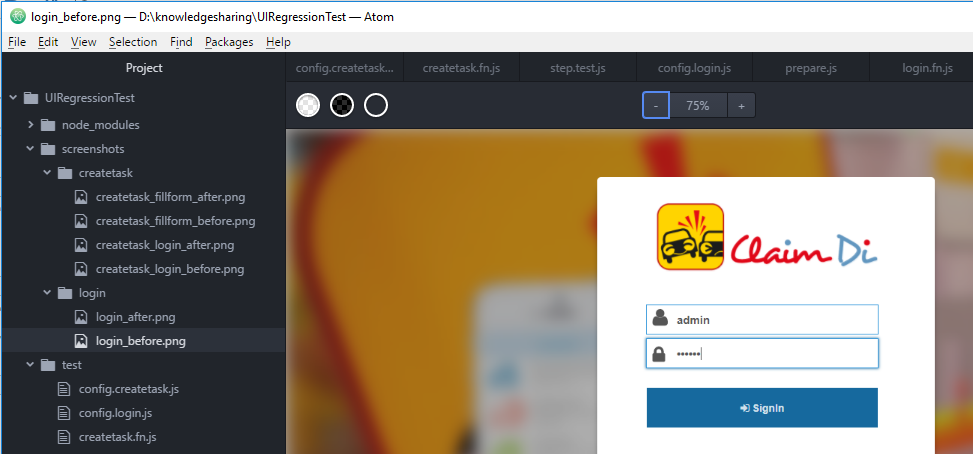 login_before.png — D:\knowledgesharing\UIRegressionTest — Atom
File Edit View Selection Find Packages Help
Project
UIRegressionTest
node_modules
screenshots
createtask
createtask_fillform_after.png
createtask_fillform_before.png
createtask_login_after.png
createtask_login_before.png
login
login_after.png
login_before.png
test
config.createtask.js
config.login.js
createtask.fn.js
config.createtask... createtask.fn.js step.test.js config.login.js prepare.js login.fn.js
- 75% +
Claim Di
admin
••••••
SignIn